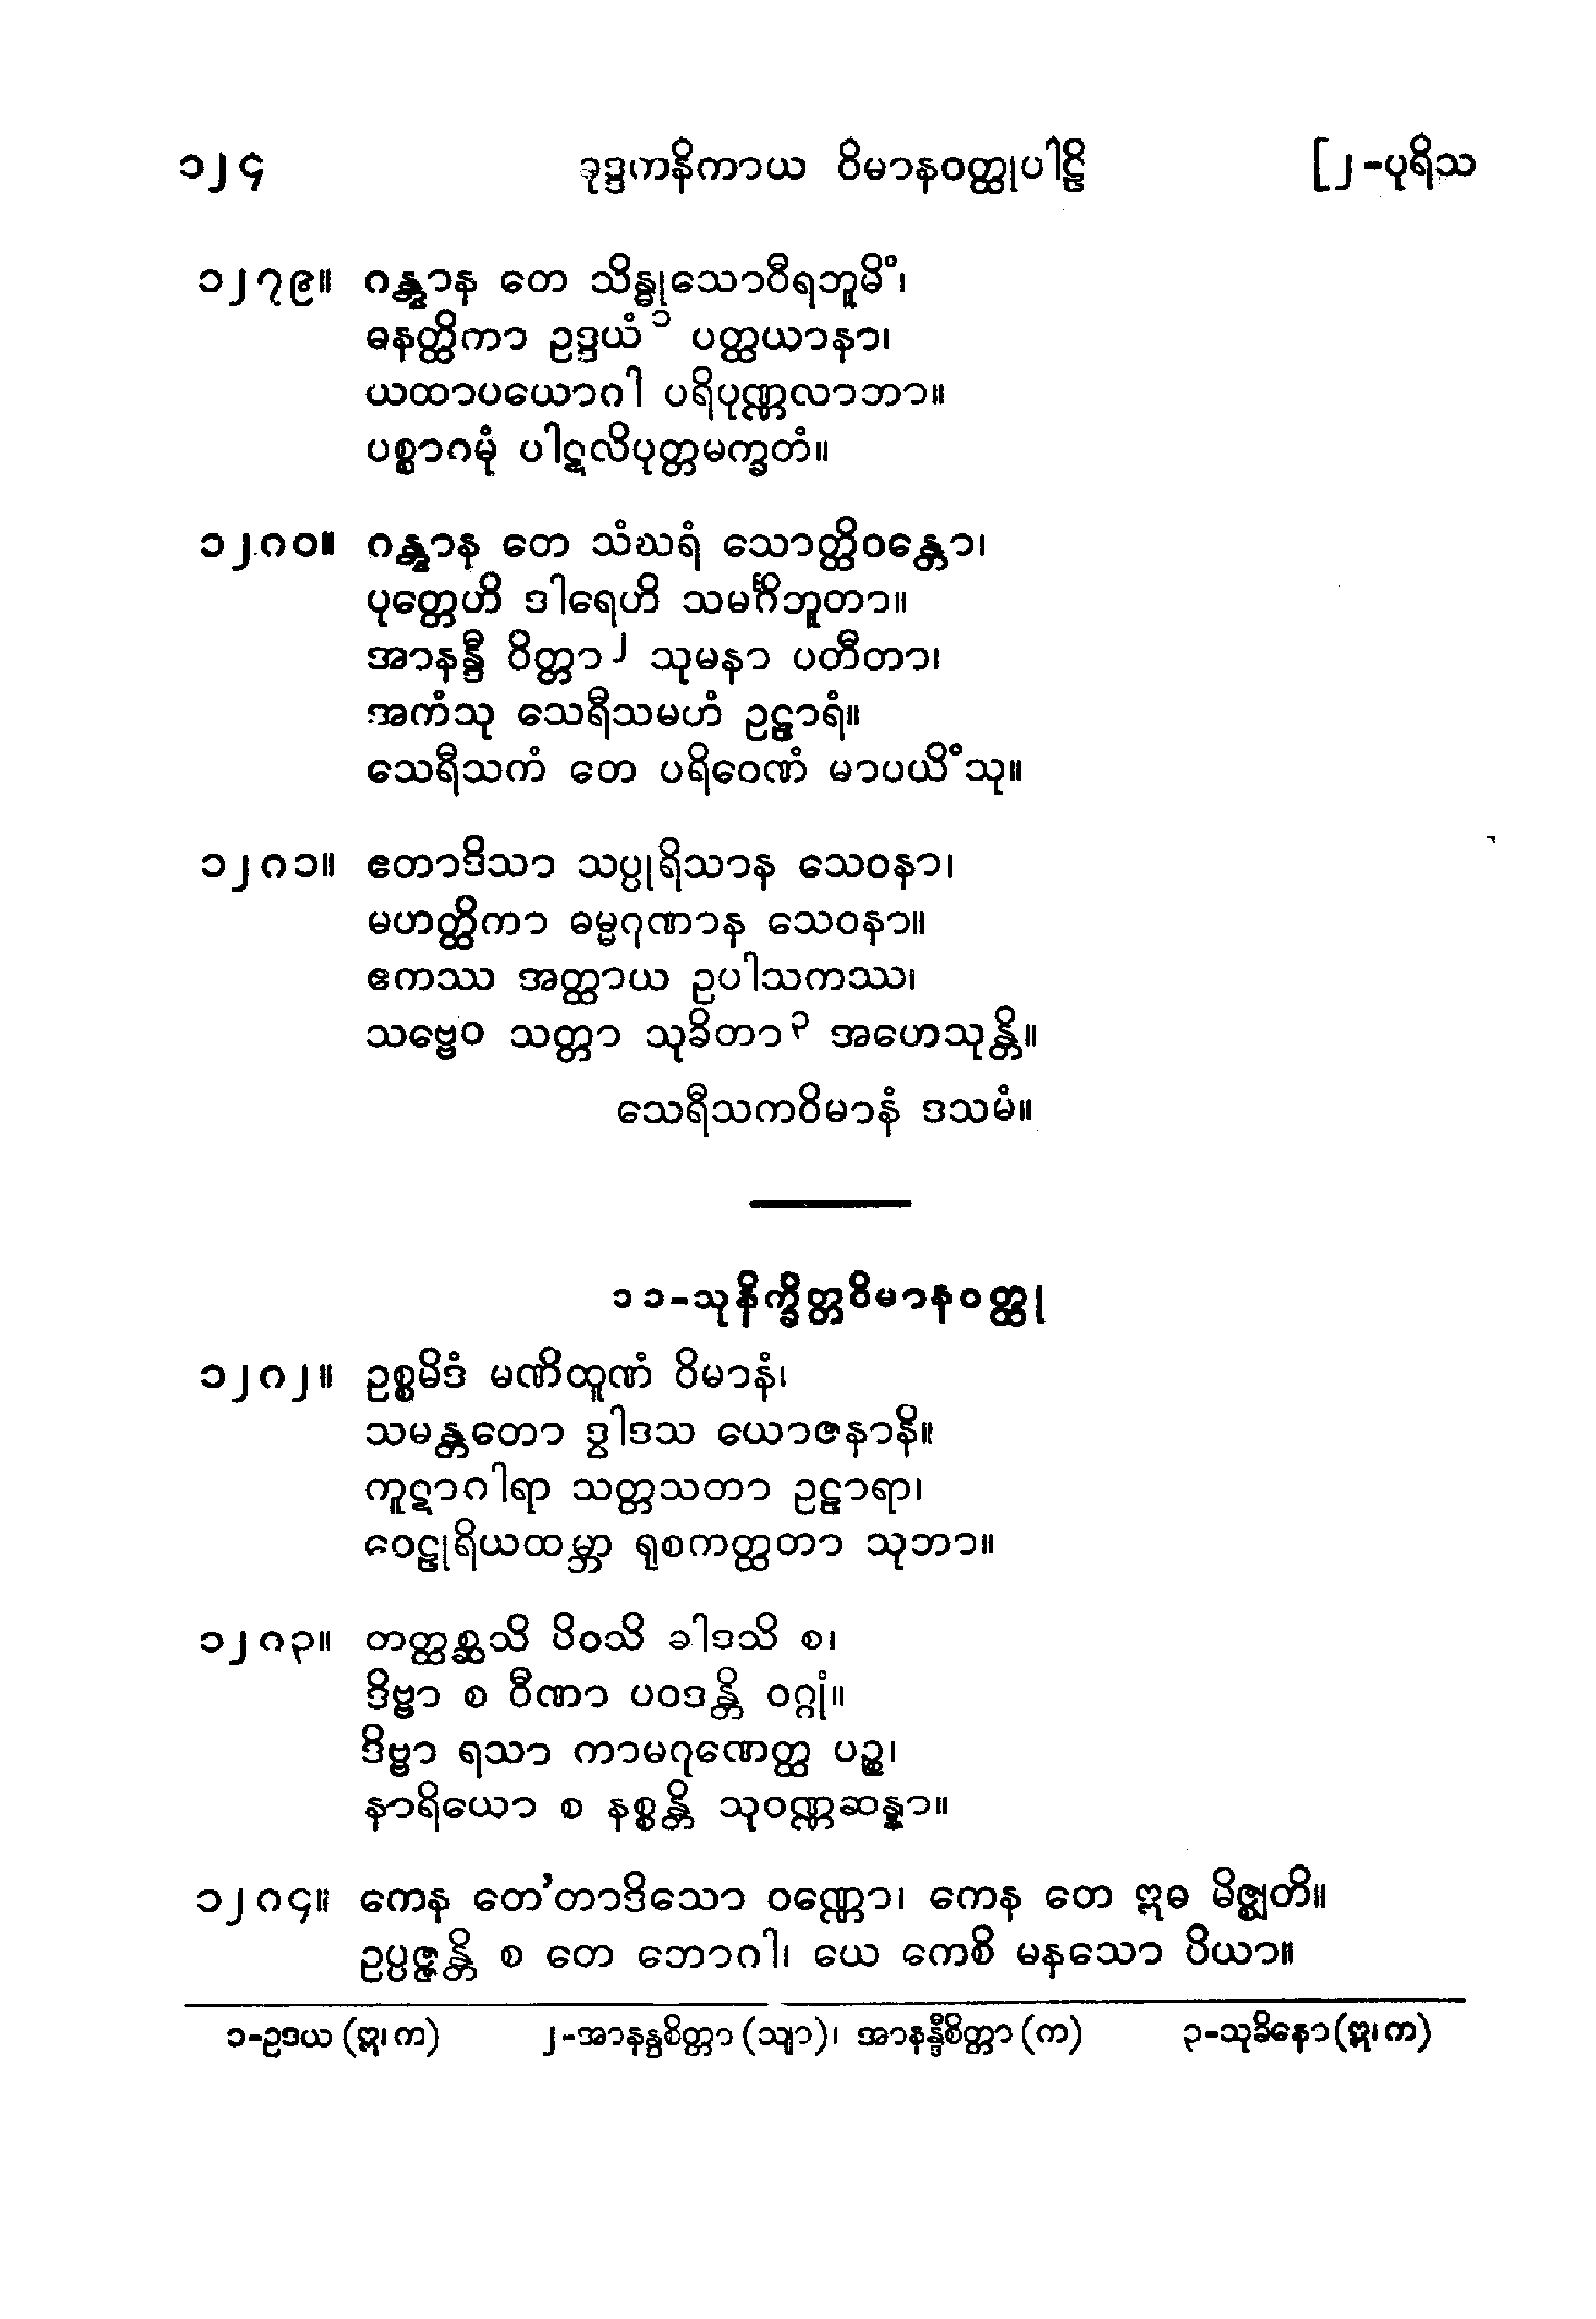 ၁၂၄ ခုဒ္ဒကနိကာယ ဝိမာနဝတ္ထုပါဠိ [၂-ပုရိသ
၁၂၇၉။ ဂန္တွာန တေ သိန္ဓုသောဝီရဘူမိံ၊
ဓနတ္ထိကာ ဥဒ္ဒယံ၁ ပတ္ထယာနာ၊
ယထာပယောဂါ ပရိပုဏ္ဏလာဘာ။
ပစ္စာဂမုံ ပါဋလိပုတ္တမက္ခတံ။
၁၂၈၀။ ဂန္တွာန တေ သံဃရံ သောတ္ထိဝန္တော၊
ပုတ္တေဟိ ဒါရေဟိ သမင်္ဂိဘူတာ။
အာနန္ဒီ ဝိတ္တာ၂ သုမနာ ပတီတာ၊
အကံသု သေရီသမဟံ ဥဠာရံ။
သေရီသကံ တေ ပရိဝေဏံ မာပယိံသု။
၁၂၈၁။ ဧတာဒိသာ သပ္ပုရိသာန သေဝနာ၊
မဟတ္ထိကာ ဓမ္မဂုဏာန သေဝနာ။
ဧကဿ အတ္ထာယ ဥပါသကဿ၊
သဗ္ဗေဝ သတ္တာ သုခိတာ၃ အဟေသုန္တိ။
သေရီသကဝိမာနံ ဒသမံ။
၁၁-သုနိက္ခိတ္တဝိမာနဝတ္ထု
၁၂၈၂။ ဥစ္စမိဒံ မဏိထူဏံ ဝိမာနံ၊
သမန္တတော ဒွါဒသ ယောဇနာနိ။
ကူဋာဂါရာ သတ္တသတာ ဥဠာရာ၊
ဝေဠုရိယထမ္ဘာ ရုစကတ္ထတာ သုဘာ။
၁၂၈၃။ တတ္ထစ္ဆသိ ပိဝသိ ခါဒသိ စ၊
ဒိဗ္ဗာ စ ဝီဏာ ပဝဒန္တိ ဝဂ္ဂုံ။
ဒိဗ္ဗာ ရသာ ကာမဂုဏေတ္ထ ပဉ္စ၊
နာရိယော စ နစ္စန္တိ သုဝဏ္ဏဆန္နာ။
၁၂၈၄။ ကေန တေ'တာဒိသော ဝဏ္ဏော၊ ကေန တေ ဣဓ မိဇ္ဈတိ။
ဥပ္ပဇ္ဇန္တိ စ တေ ဘောဂါ၊ ယေ ကေစိ မနသော ပိယာ။
၁-ဥဒယ (ဣ၊ က) ၂-အာနန္ဒစိတ္တာ (သျာ)၊ အာနန္ဒီစိတ္တာ (က) ၃-သုခိနော (ဣ၊ က)